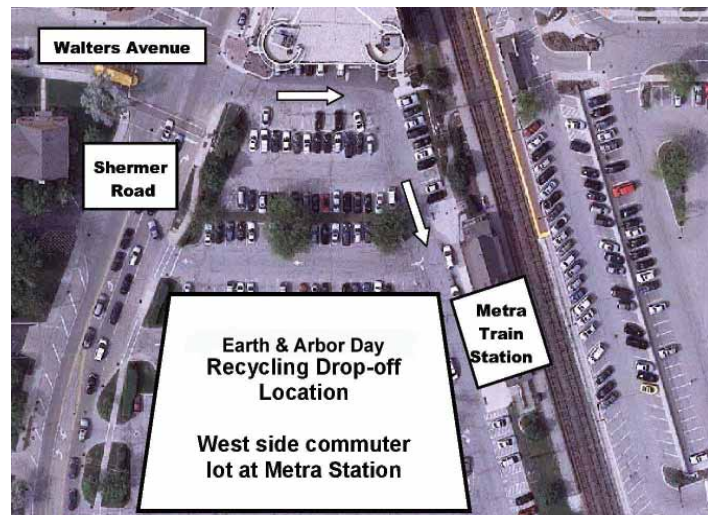 Walters Avenue
Shermer
Road
Metra
Train
Station
Earth & Arbor Day
Recycling Drop-off
Location
West side commuter
lot at Metra Station